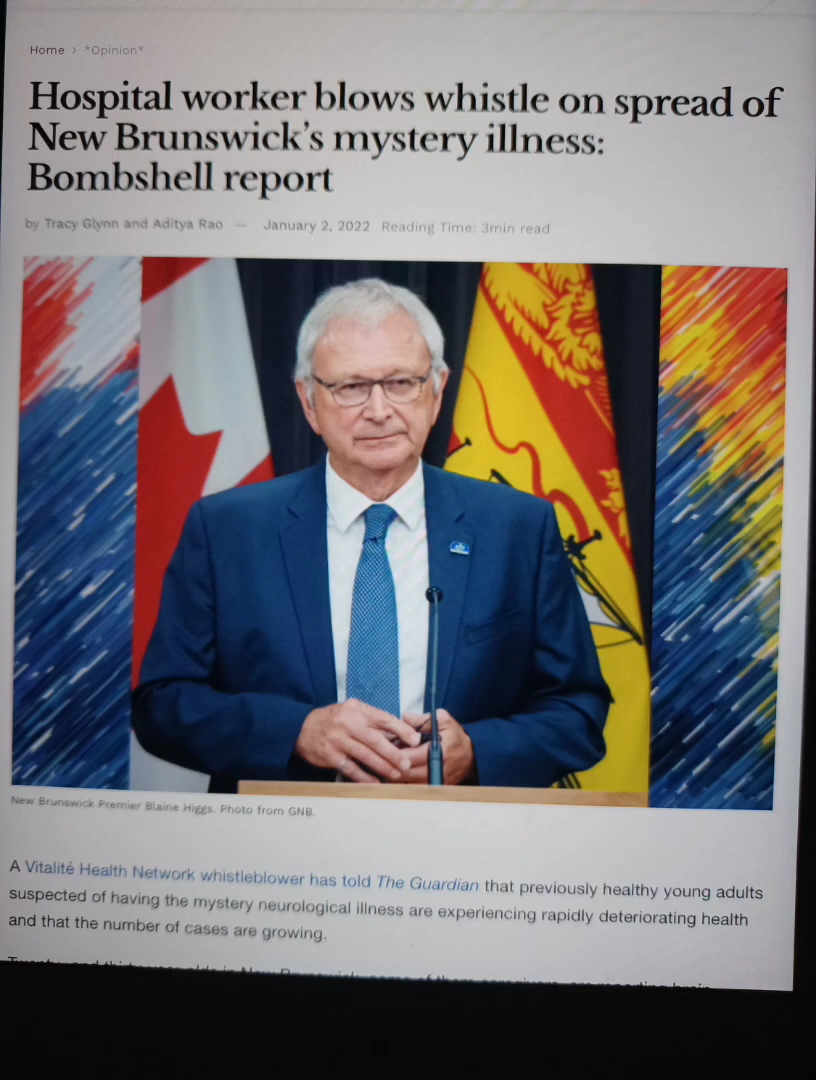 Home > *Opinion*
Hospital worker blows whistle on spread of
New Brunswick's mystery illness:
Bombshell report
by Tracy Glynn and Aditya Rao — January 2, 2022 Reading Time: 3min read
New Brunswick Premier Blaine Higgs. Photo from GNB.
A Vitalité Health Network whistleblower has told The Guardian that previously healthy young adults
suspected of having the mystery neurological illness are experiencing rapidly deteriorating health
and that the number of cases are growing.